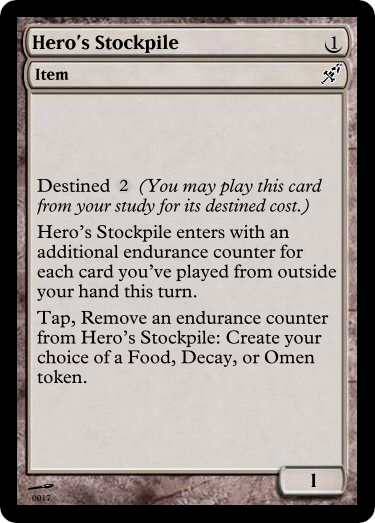 Hero's Stockpile 1
Item
Destined 2 (You may play this card
from your study for its destined cost.)
Hero's Stockpile enters with an
additional endurance counter for
each card you've played from outside
your hand this turn.
Tap, Remove an endurance counter
from Hero's Stockpile: Create your
choice of a Food, Decay, or Omen
token.
1
0017